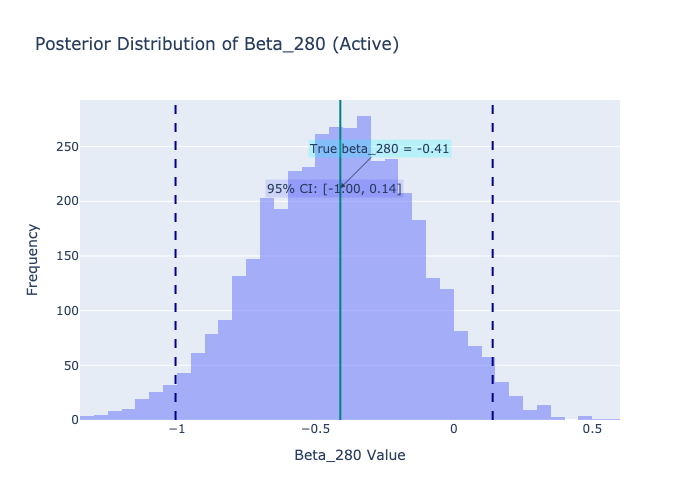 Posterior Distribution of Beta_280 (Active)
250
200
150
100
50
0
Frequency
True beta_280 = -0.41
95% CI: [-1.00, 0.14]
−1
−0.5
0
0.5
Beta_280 Value